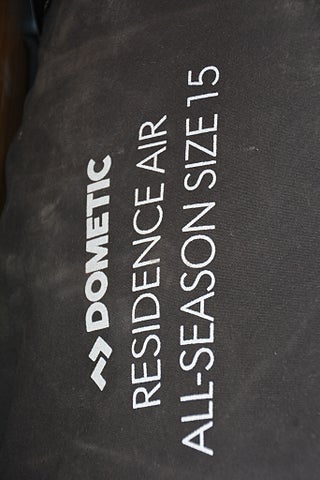 DOMETIC
RESIDENCE AIR
ALL-SEASON SIZE 15